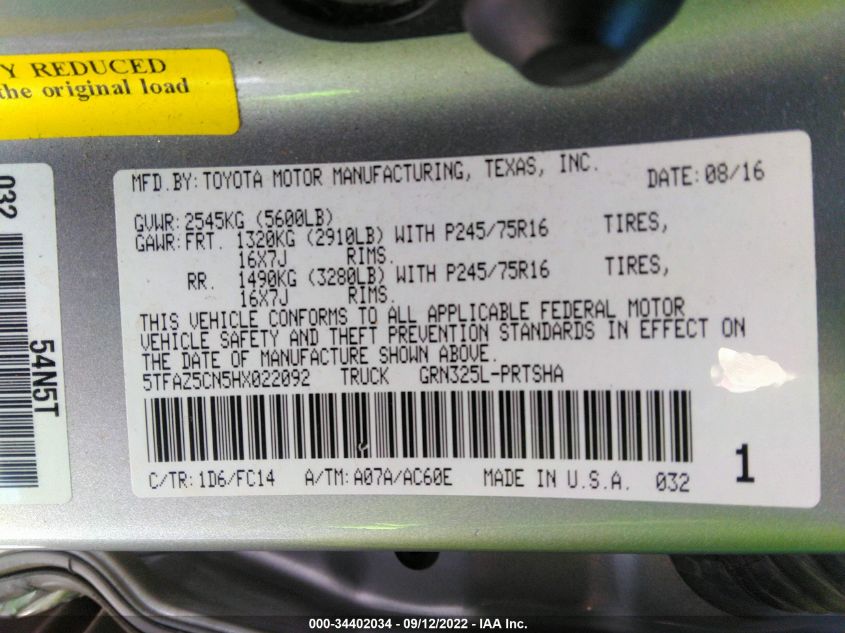 Y REDUCED
the original load
032
54N5T
MFD.BY:TOYOTA MOTOR MANUFACTURING, TEXAS, INC. DATE:08/16
GVWR:2545KG (5600LB)
GAWR:FRT. 1320KG (2910LB) WITH P245/75R16 TIRES,
16X7J RIMS.
RR. 1490KG (3280LB) WITH P245/75R16 TIRES,
16X7J RIMS.
THIS VEHICLE CONFORMS TO ALL APPLICABLE FEDERAL MOTOR
VEHICLE SAFETY AND THEFT PREVENTION STANDARDS IN EFFECT ON
THE DATE OF MANUFACTURE SHOWN ABOVE.
5TFAZ5CN5HX022092 TRUCK GRN325L-PRTSHA
C/TR:1D6/FC14 A/TM:A07A/AC60E MADE IN U.S.A. 032
1
000-34402034 - 09/12/2022 - IAA Inc.